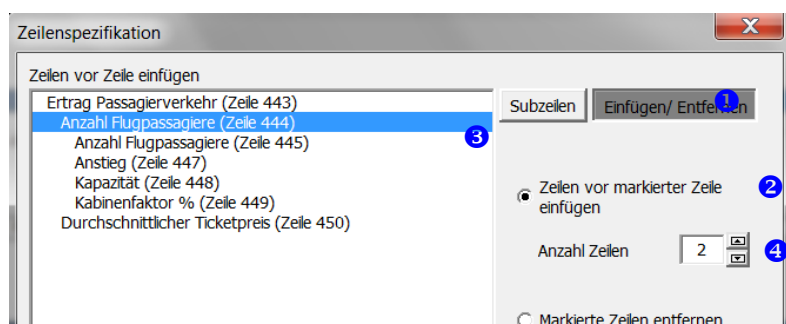 Zeilenspezifikation
X
Zeilen vor Zeile einfügen
Ertrag Passagierverkehr (Zeile 443)
Anzahl Flugpassagiere (Zeile 444)
Anzahl Flugpassagiere (Zeile 445)
Anstieg (Zeile 447)
Kapazität (Zeile 448)
Kabinenfaktor % (Zeile 449)
Durchschnittlicher Ticketpreis (Zeile 450)
3
Subzeilen
Einfügen/ Entfernen
1
Zeilen vor markierter Zeile
einfügen
2
Anzahl Zeilen
2
4
Markierte Zeilen entfernen